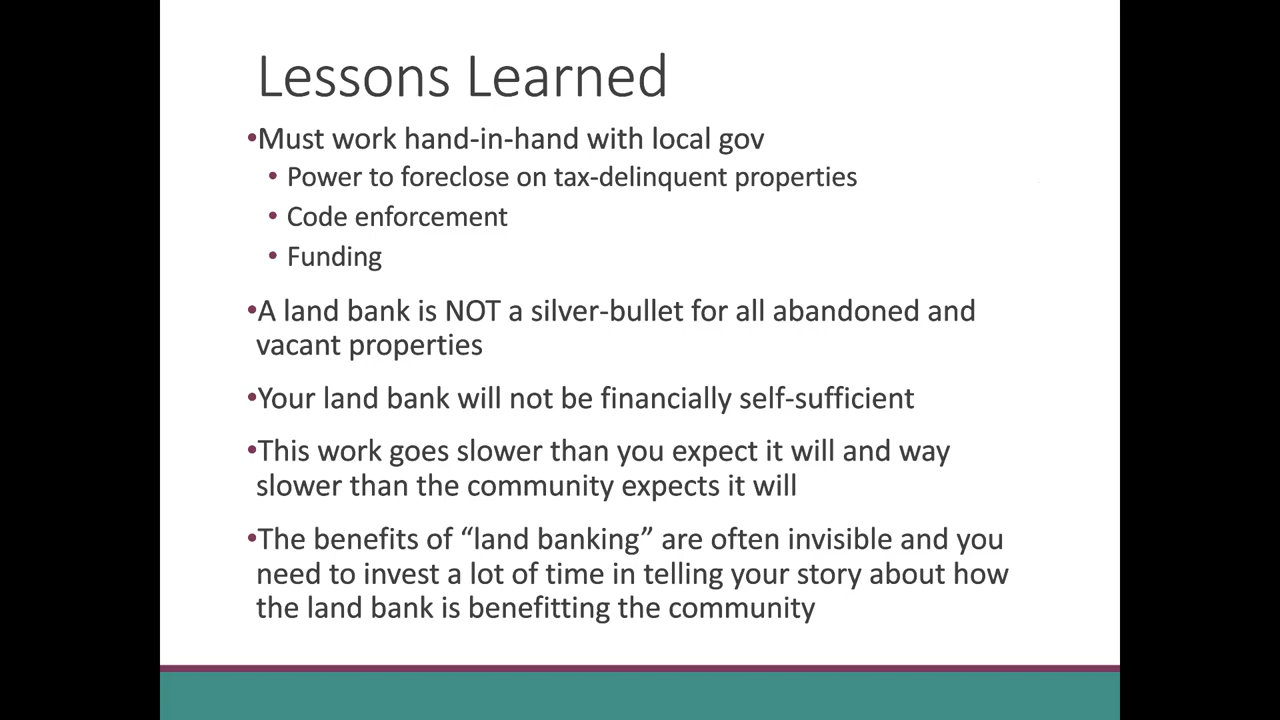 Lessons Learned
•Must work hand-in-hand with local gov
• Power to foreclose on tax-delinquent properties
• Code enforcement
• Funding
•A land bank is NOT a silver-bullet for all abandoned and
vacant properties
•Your land bank will not be financially self-sufficient
•This work goes slower than you expect it will and way
slower than the community expects it will
•The benefits of “land banking” are often invisible and you
need to invest a lot of time in telling your story about how
the land bank is benefitting the community